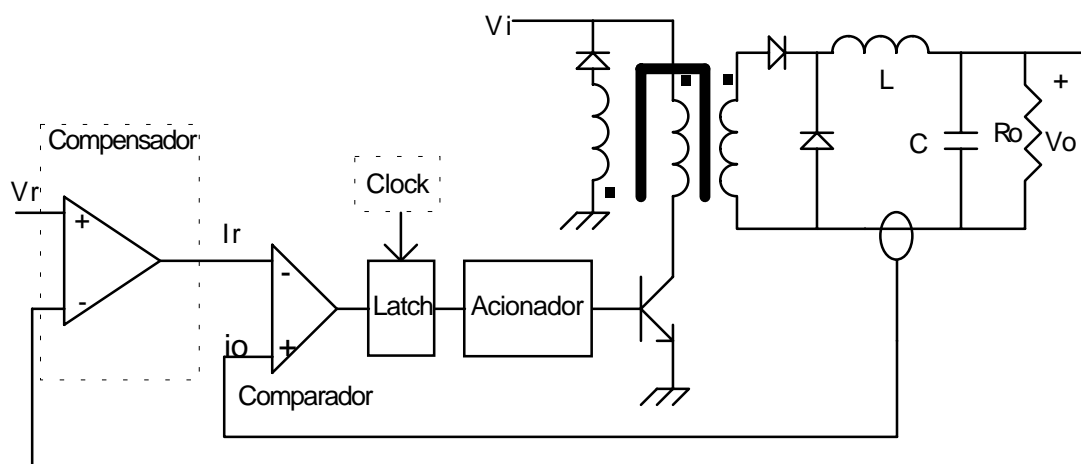 Vi
L
+
Compensador
C
Ro
Vo
Clock
Vr
+
Ir
-
-
Latch
Acionador
io
+
Comparador